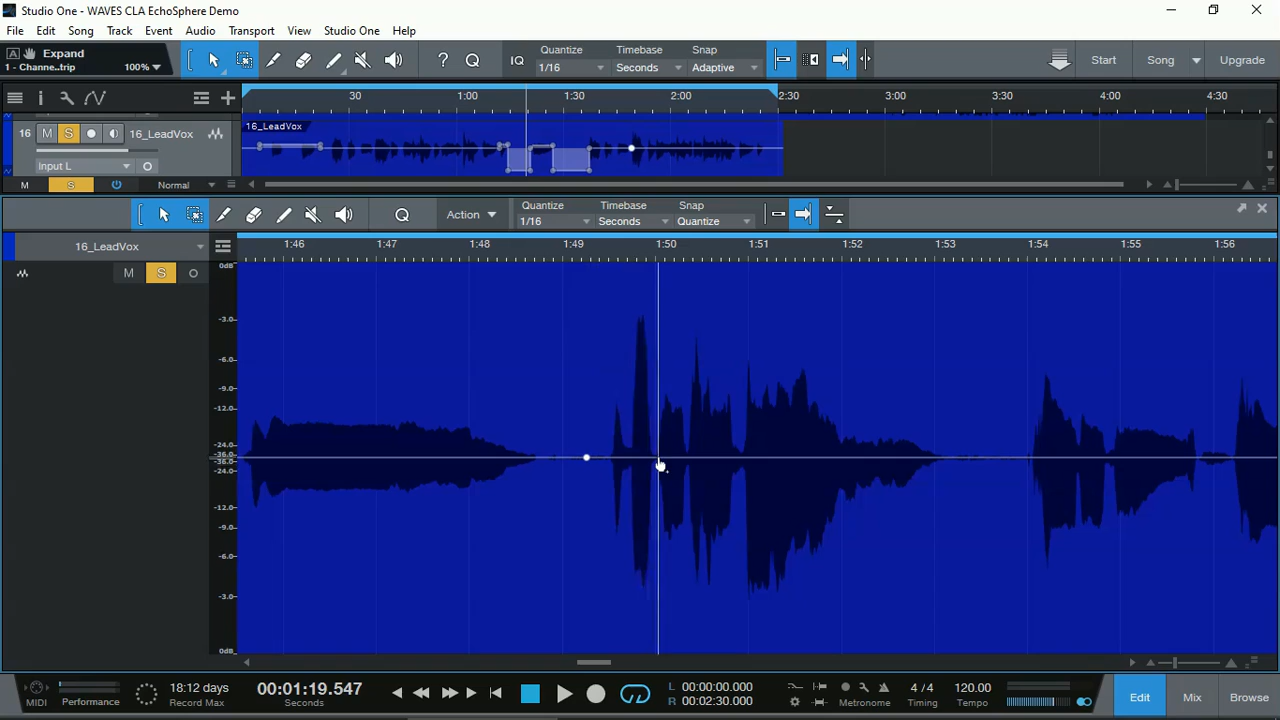 Studio One - WAVES CLA EchoSphere Demo
File Edit Song Track Event Audio Transport View Studio One Help
A Expand
1 - Channe..trip 100%
? Q IQ
Quantize Timebase Snap
1/16 Seconds Adaptive
Start Song Upgrade
30 1:00 1:30 2:00 2:30 3:00 3:30 4:00 4:30
16 M S 16_LeadVox
16_LeadVox
Input L
M S Normal
Q Action
Quantize Timebase Snap
1/16 Seconds Quantize
16_LeadVox
1:46 1:47 1:48 1:49 1:50 1:51 1:52 1:53 1:54 1:55 1:56
M S
0dB
-3.0
-6.0
-9.0
-12.0
-24.0
-36.0
-36.0
-24.0
-12.0
-9.0
-6.0
-3.0
0dB
MIDI
Performance
18:12 days
Record Max
00:01:19.547
Seconds
L 00:00:00.000
R 00:02:30.000
Metronome
4 / 4
Timing
120.00
Tempo
Edit Mix Browse